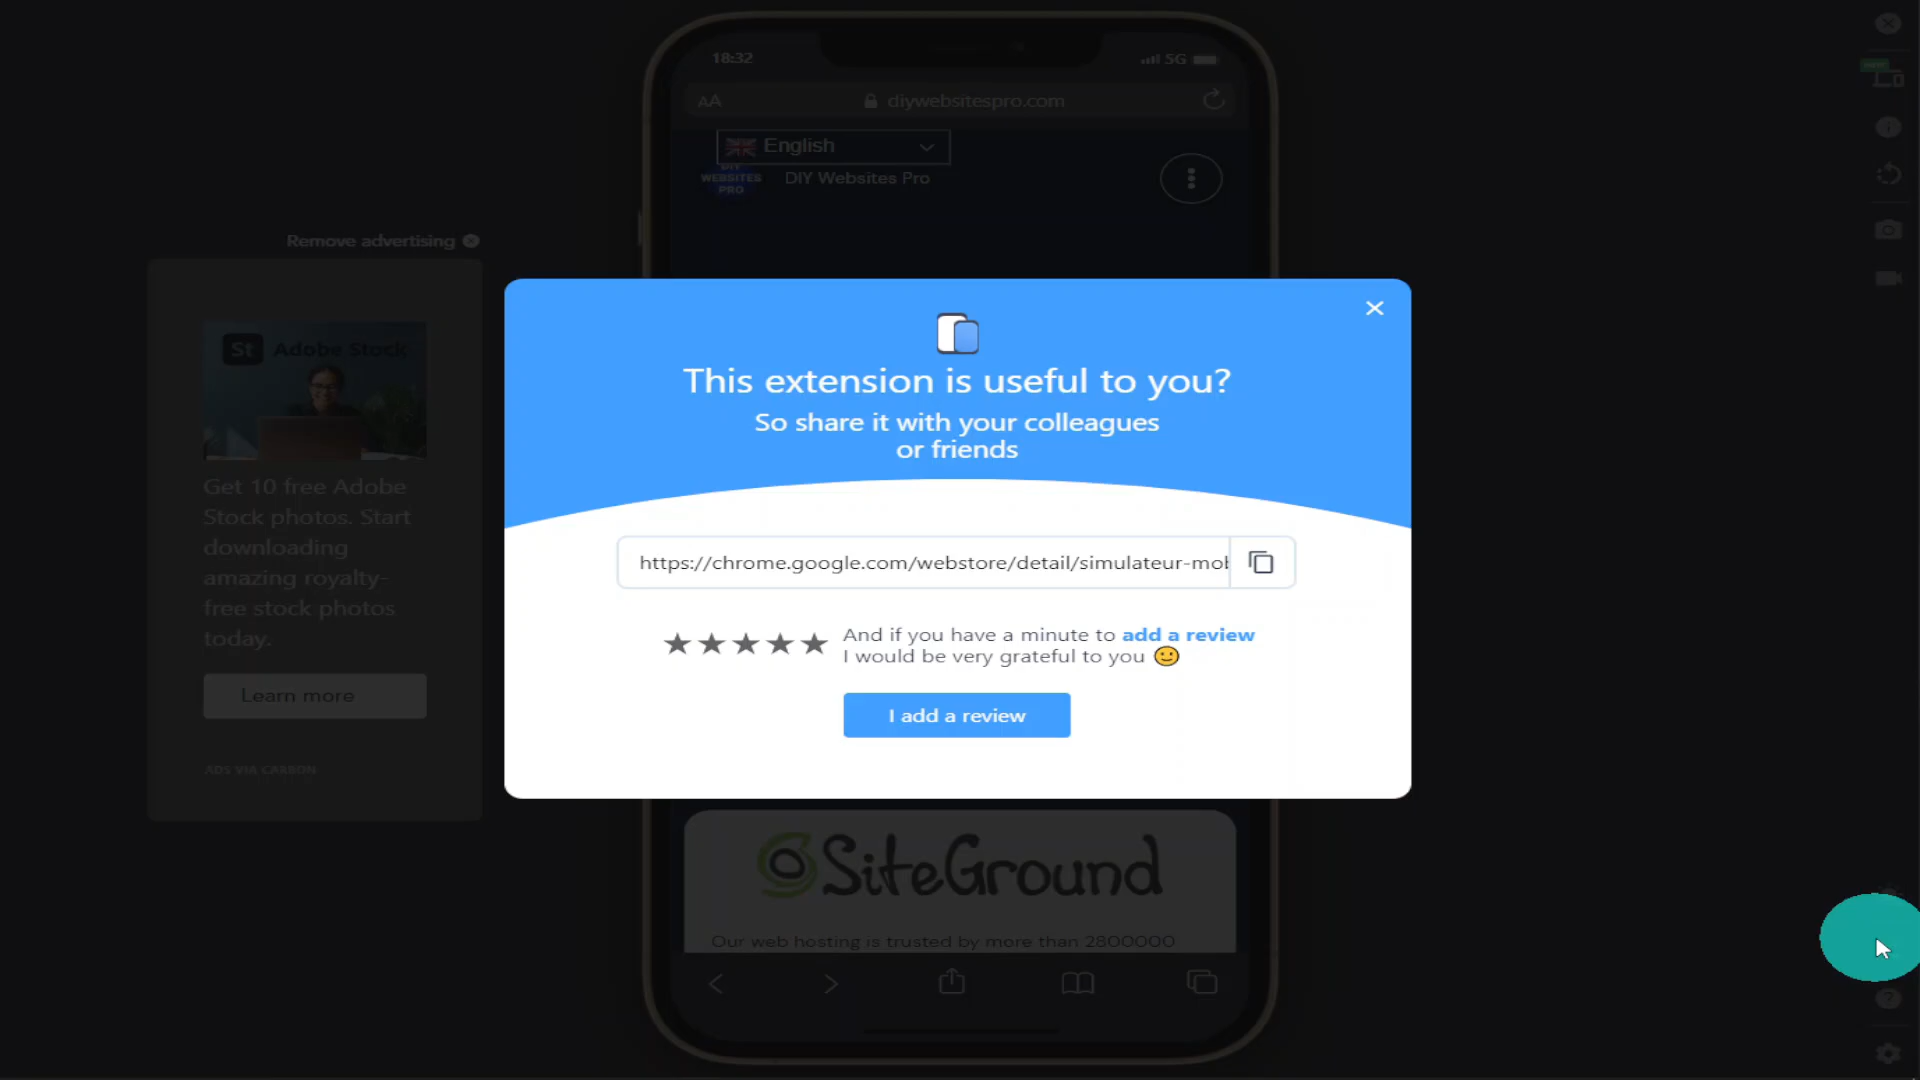 18:32
5G
AA
diywebsitespro.com
English
DIY
WEBSITES
PRO
DIY Websites Pro
Remove advertising
St Adobe Stock
Get 10 free Adobe
Stock photos. Start
downloading
amazing royalty-
free stock photos
today.
Learn more
ADS VIA CARBON
This extension is useful to you?
So share it with your colleagues
or friends
https://chrome.google.com/webstore/detail/simulateur-mob
And if you have a minute to add a review
I would be very grateful to you
I add a review
SiteGround
Our web hosting is trusted by more than 2800000